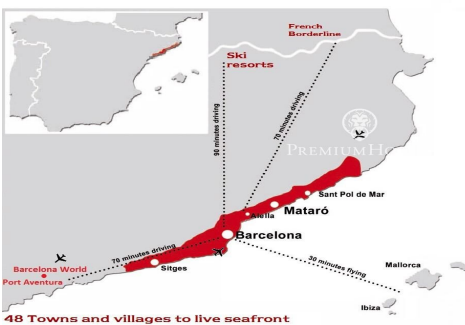 French
Borderline
Ski
resorts
90 minutes driving
70 minutes driving
PREMIUMHO
Sant Pol de Mar
Mataró
Alella
Barcelona
70 minutes driving
Barcelona World
Port Aventura
Sitges
30 minutes flying
Mallorca
Ibiza
48 Towns and villages to live seafront